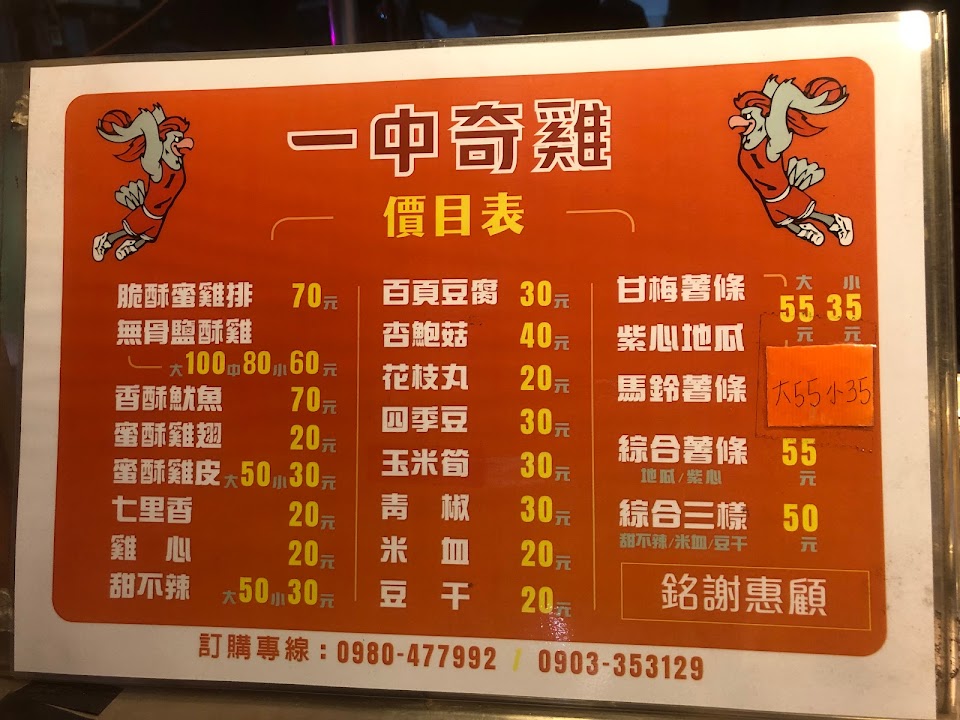 一中奇雞
價目表
脆酥蜜雞排 70元
無骨鹽酥雞
大100中80小60元
香酥魷魚 70元
蜜酥雞翅 20元
蜜酥雞皮 大50小30元
七里香 20元
雞心 20元
甜不辣 大50小30元
百頁豆腐 30元
杏鮑菇 40元
花枝丸 20元
四季豆 30元
玉米筍 30元
青椒 30元
米血 20元
豆干 20元
大 小
甘梅薯條 55 35
紫心地瓜 元 元
馬鈴薯條 大55小35
綜合薯條 55
地瓜/紫心 元
綜合三樣 50
甜不辣/米血/豆干 元
銘謝惠顧
訂購專線：0980-477992 / 0903-353129